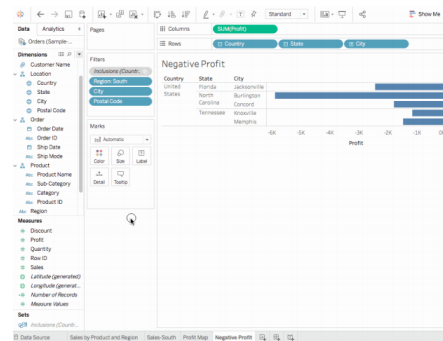 Standard
Show Me
Data Analytics
Pages
Columns SUM(Profit)
Rows Country State City
Orders (Sample -...
Dimensions
Customer Name
Location
Country
State
City
Postal Code
Order
Order Date
Order ID
Ship Date
Ship Mode
Product
Product Name
Sub-Category
Category
Product ID
Region
Measures
Discount
Profit
Quantity
Row ID
Sales
Latitude (generated)
Longitude (generat...
Number of Records
Measure Values
Sets
Inclusions (Countr...
Filters
Inclusions (Countr...
Region: South
City
Postal Code
Marks
Automatic
Color Size Label
Detail Tooltip
Negative Profit
Country State City
United States Florida Jacksonville
North Carolina Burlington
Concord
Tennessee Knoxville
Memphis
-6K -5K -4K -3K -2K -1K
Profit
Data Source Sales by Product and Region Sales-South Profit Map Negative Profit